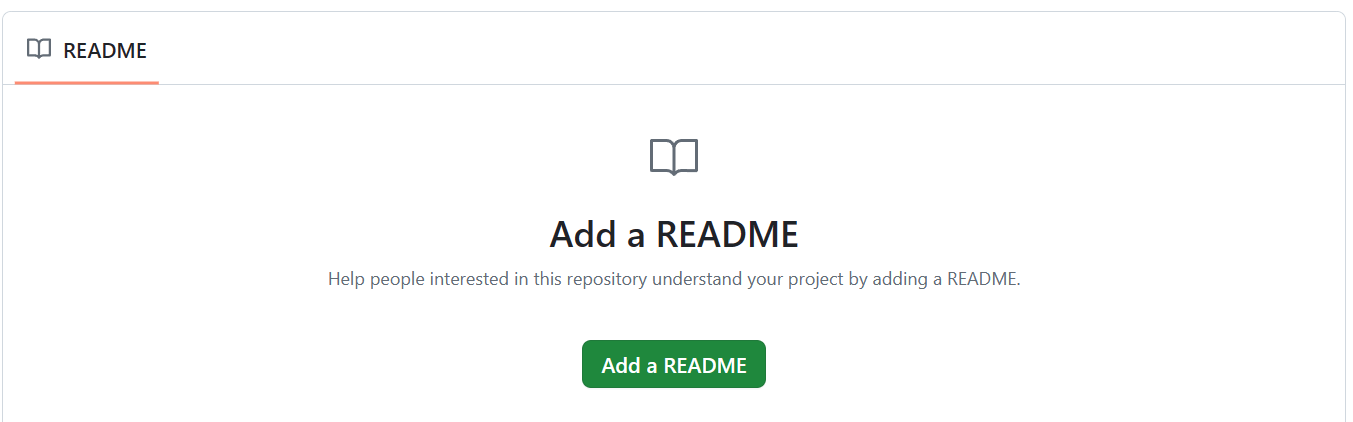 README
Add a README
Help people interested in this repository understand your project by adding a README.
Add a README